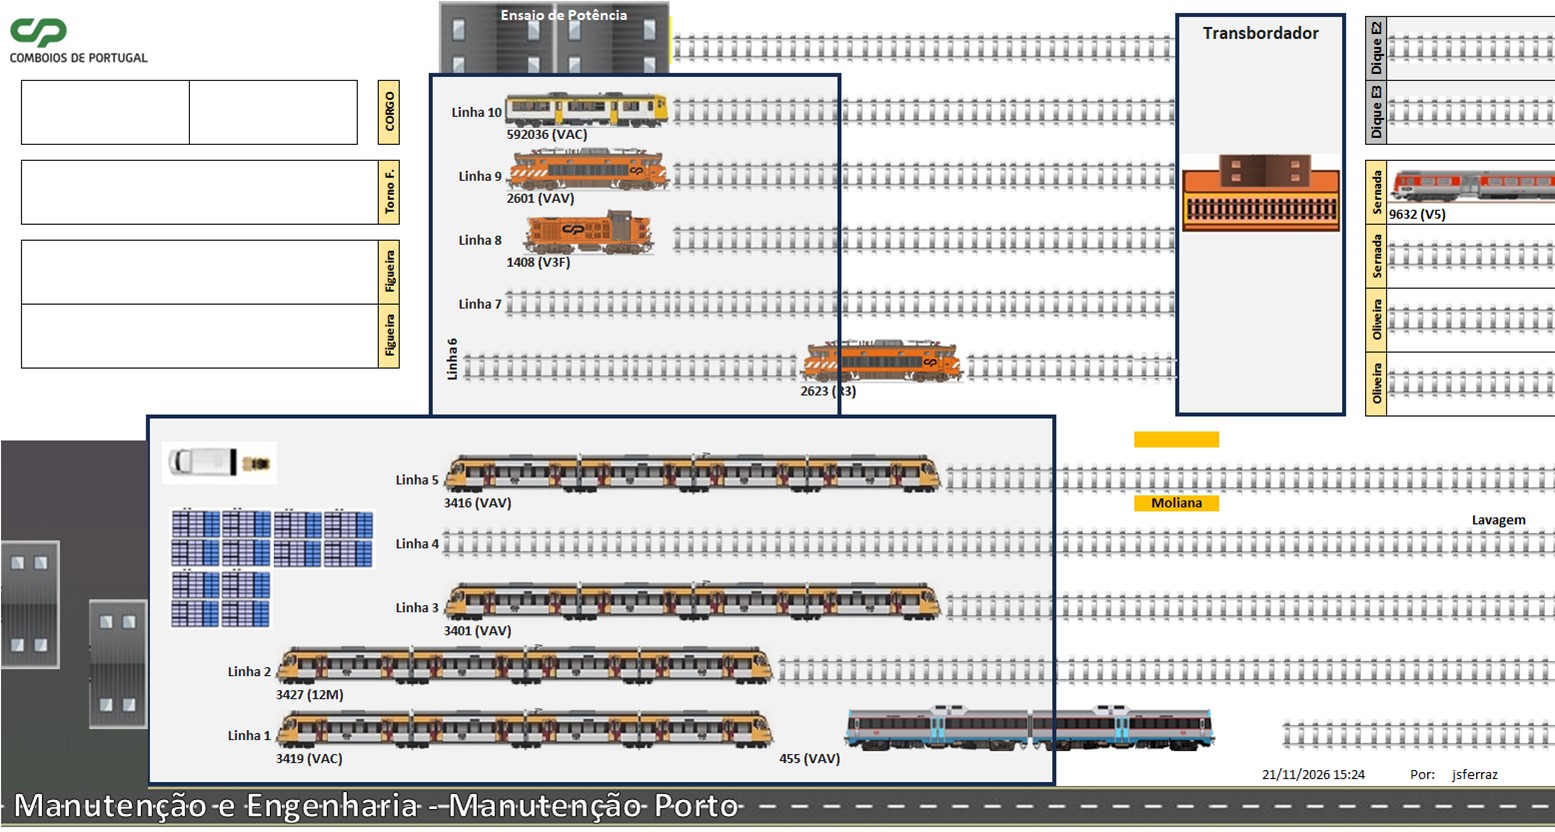 CP
COMBOIOS DE PORTUGAL
Ensaio de Potência
Transbordador
Dique E2
Dique E3
CORGO
Torno F.
Figueira
Figueira
Linha 10
592036 (VAC)
Linha 9
2601 (VAV)
Linha 8
1408 (V3F)
Linha 7
Linha 6
2623 (R3)
Sernada
9632 (V5)
Sernada
Oliveira
Oliveira
Linha 5
3416 (VAV)
Moliana
Lavagem
Linha 4
Linha 3
3401 (VAV)
Linha 2
3427 (12M)
Linha 1
3419 (VAC)
455 (VAV)
21/11/2026 15:24 Por: jsferraz
Manutenção e Engenharia - Manutenção Porto